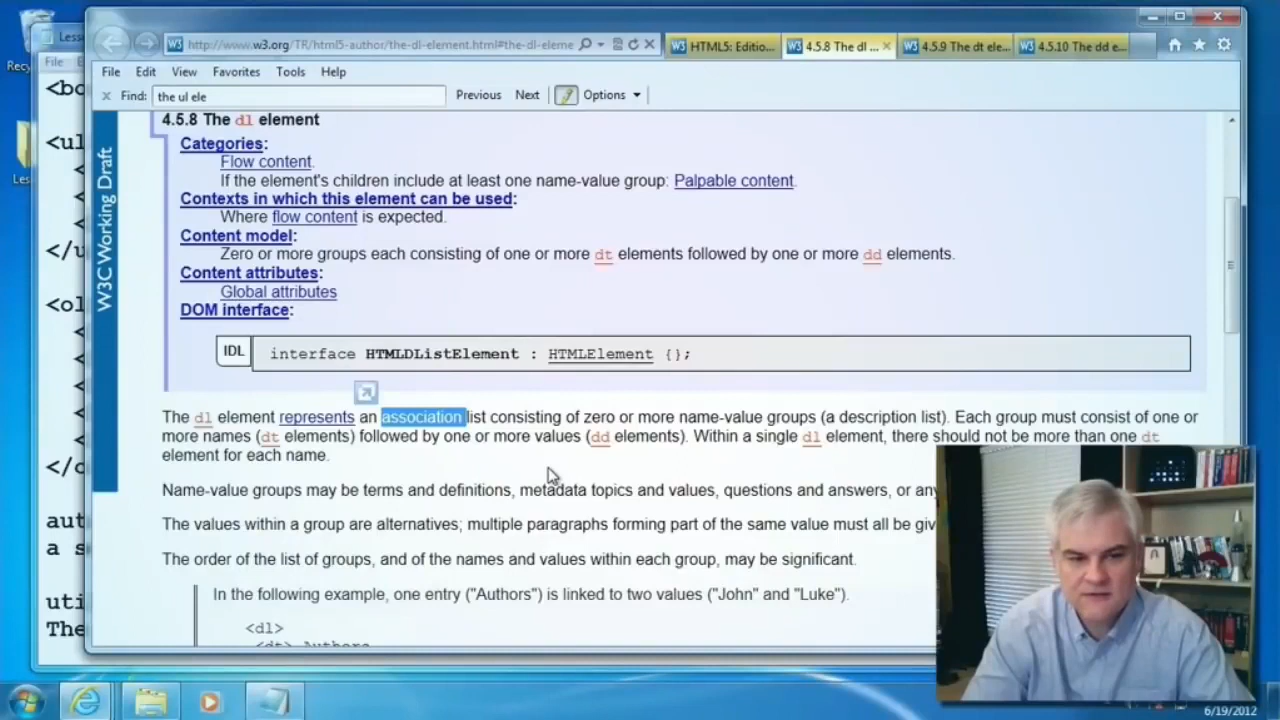 Recy
Les
Lesso
File
E
<bo
<ul
<
<
<
</u
<ol
<
<
<
<
<
</o
aut
a s
uti
The
http://www.w3.org/TR/html5-author/the-dl-element.html#the-dl-eleme
HTML5: Editio...
4.5.8 The dl ...
4.5.9 The dt ele...
4.5.10 The dd e...
File Edit View Favorites Tools Help
Find: the ul ele Previous Next Options
W3C Working Draft
4.5.8 The dl element
Categories:
Flow content.
If the element's children include at least one name-value group: Palpable content.
Contexts in which this element can be used:
Where flow content is expected.
Content model:
Zero or more groups each consisting of one or more dt elements followed by one or more dd elements.
Content attributes:
Global attributes
DOM interface:
IDL interface HTMLDListElement : HTMLElement {};
The dl element represents an association list consisting of zero or more name-value groups (a description list). Each group must consist of one or
more names (dt elements) followed by one or more values (dd elements). Within a single dl element, there should not be more than one dt
element for each name.
Name-value groups may be terms and definitions, metadata topics and values, questions and answers, or any
The values within a group are alternatives; multiple paragraphs forming part of the same value must all be giv
The order of the list of groups, and of the names and values within each group, may be significant.
In the following example, one entry ("Authors") is linked to two values ("John" and "Luke").
<dl>
<dt> Authors
6/19/2012